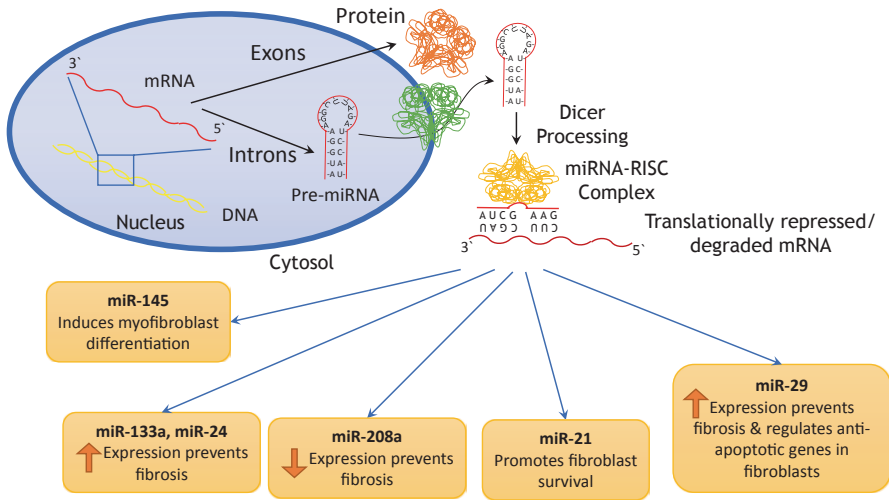 Protein
Exons
3`
mRNA
5`
Introns
Pre-miRNA
DNA
Nucleus
Cytosol
Dicer
Processing
miRNA-RISC
Complex
A U C G A A G
U A G C C U C
3`
5`
Translationally repressed/
degraded mRNA
miR-145
Induces myofibroblast
differentiation
miR-133a, miR-24
Expression prevents
fibrosis
miR-208a
Expression prevents
fibrosis
miR-21
Promotes fibroblast
survival
miR-29
Expression prevents
fibrosis & regulates anti-
apoptotic genes in
fibroblasts